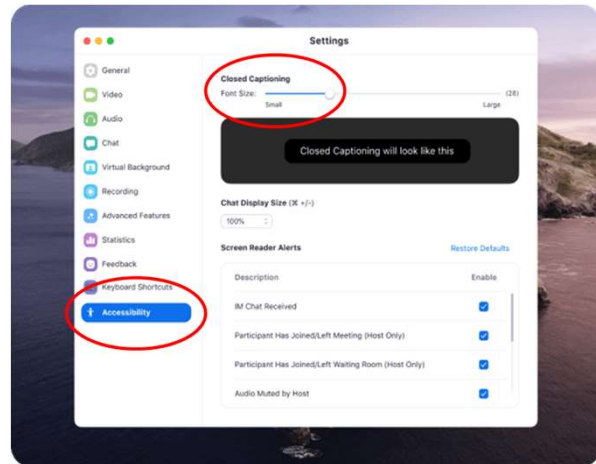 Settings
General
Video
Audio
Chat
Virtual Background
Recording
Advanced Features
Statistics
Feedback
Keyboard Shortcuts
Accessibility
Closed Captioning
Font Size:
(28)
Small Large
Closed Captioning will look like this
Chat Display Size (⌘ +/-)
100%
Screen Reader Alerts Restore Defaults
Description Enable
IM Chat Received
Participant Has Joined/Left Meeting (Host Only)
Participant Has Joined/Left Waiting Room (Host Only)
Audio Muted by Host